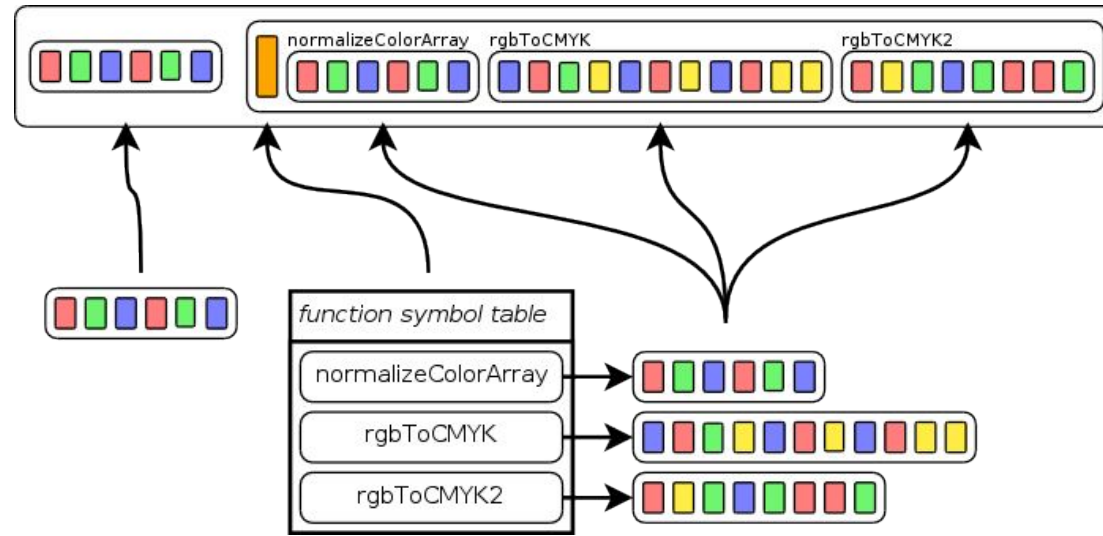 normalizeColorArray
rgbToCMYK
rgbToCMYK2
function symbol table
normalizeColorArray
rgbToCMYK
rgbToCMYK2